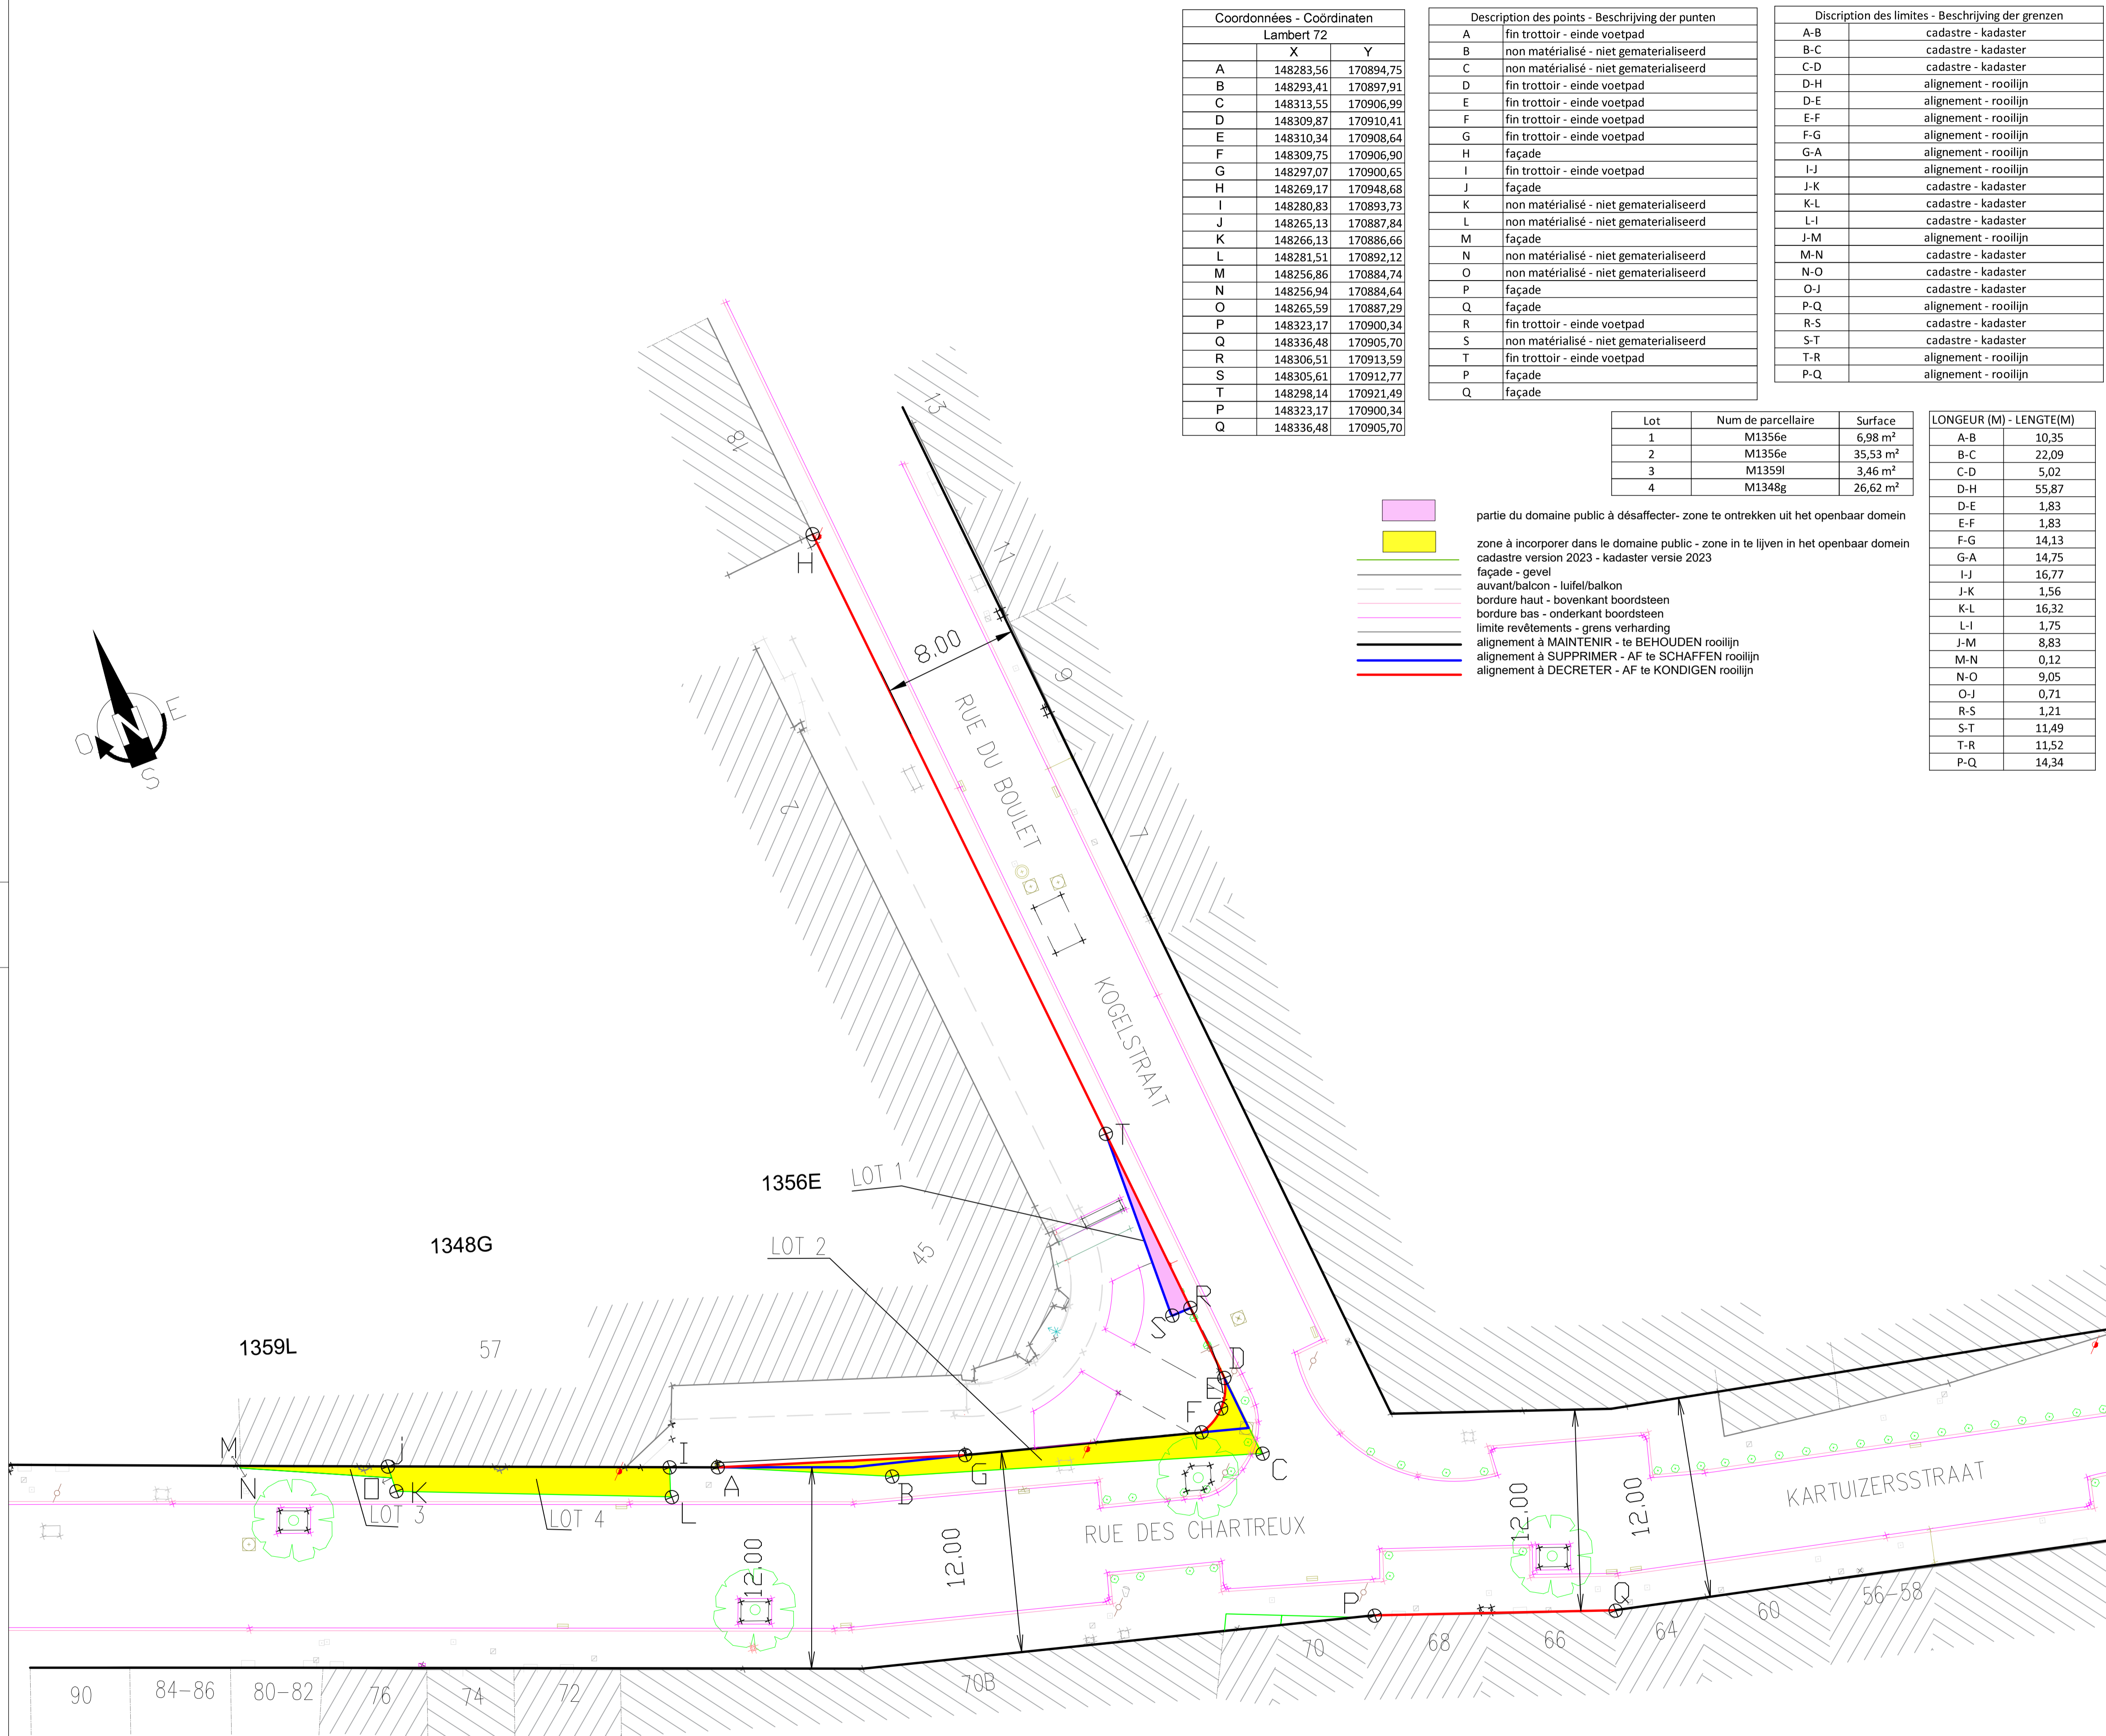 Coordonnées - Coördinaten
Lambert 72
X Y
A 148283,56 170894,75
B 148293,41 170897,91
C 148313,55 170906,99
D 148309,87 170910,41
E 148310,34 170908,64
F 148309,75 170906,90
G 148297,07 170900,65
H 148269,17 170948,68
I 148280,83 170893,73
J 148265,13 170887,84
K 148266,13 170886,66
L 148281,51 170892,12
M 148256,86 170884,74
N 148256,94 170884,64
O 148265,59 170887,29
P 148323,17 170900,34
Q 148336,48 170905,70
R 148306,51 170913,59
S 148305,61 170912,77
T 148298,14 170921,49
P 148323,17 170900,34
Q 148336,48 170905,70
Description des points - Beschrijving der punten
A fin trottoir - einde voetpad
B non matérialisé - niet gematerialiseerd
C non matérialisé - niet gematerialiseerd
D fin trottoir - einde voetpad
E fin trottoir - einde voetpad
F fin trottoir - einde voetpad
G fin trottoir - einde voetpad
H façade
I fin trottoir - einde voetpad
J façade
K non matérialisé - niet gematerialiseerd
L non matérialisé - niet gematerialiseerd
M façade
N non matérialisé - niet gematerialiseerd
O non matérialisé - niet gematerialiseerd
P façade
Q façade
R fin trottoir - einde voetpad
S non matérialisé - niet gematerialiseerd
T fin trottoir - einde voetpad
P façade
Q façade
Discription des limites - Beschrijving der grenzen
A-B cadastre - kadaster
B-C cadastre - kadaster
C-D cadastre - kadaster
D-H alignement - rooilijn
D-E alignement - rooilijn
E-F alignement - rooilijn
F-G alignement - rooilijn
G-A alignement - rooilijn
I-J alignement - rooilijn
J-K cadastre - kadaster
K-L cadastre - kadaster
L-I cadastre - kadaster
J-M alignement - rooilijn
M-N cadastre - kadaster
N-O cadastre - kadaster
O-J cadastre - kadaster
P-Q alignement - rooilijn
R-S cadastre - kadaster
S-T cadastre - kadaster
T-R alignement - rooilijn
P-Q alignement - rooilijn
Lot Num de parcellaire Surface
1 M1356e 6,98 m²
2 M1356e 35,53 m²
3 M1359l 3,46 m²
4 M1348g 26,62 m²
LONGEUR (M) - LENGTE(M)
A-B 10,35
B-C 22,09
C-D 5,02
D-H 55,87
D-E 1,83
E-F 1,83
F-G 14,13
G-A 14,75
I-J 16,77
J-K 1,56
K-L 16,32
L-I 1,75
J-M 8,83
M-N 0,12
N-O 9,05
O-J 0,71
R-S 1,21
S-T 11,49
T-R 11,52
P-Q 14,34
partie du domaine public à désaffecter- zone te ontrekken uit het openbaar domein
zone à incorporer dans le domaine public - zone in te lijven in het openbaar domein
cadastre version 2023 - kadaster versie 2023
façade - gevel
auvant/balcon - luifel/balkon
bordure haut - bovenkant boordsteen
bordure bas - onderkant boordsteen
limite revêtements - grens verharding
alignement à MAINTENIR - te BEHOUDEN rooilijn
alignement à SUPPRIMER - AF te SCHAFFEN rooilijn
alignement à DECRETER - AF te KONDIGEN rooilijn
13
78
11
H
8.00
9
N
E
O
S
RUE DU BOULET
2
7
KOGELSTRAAT
T
1356E
LOT 1
1348G
LOT 2
45
R
S
1359L
57
D
E
F
M
J
I
A
G
C
N
O
K
L
B
LOT 3
LOT 4
12.00
12.00
RUE DES CHARTREUX
12.00
12.00
KARTUIZERSSTRAAT
P
Q
56-58
60
64
66
68
70
70B
90
84-86
80-82
76
74
72